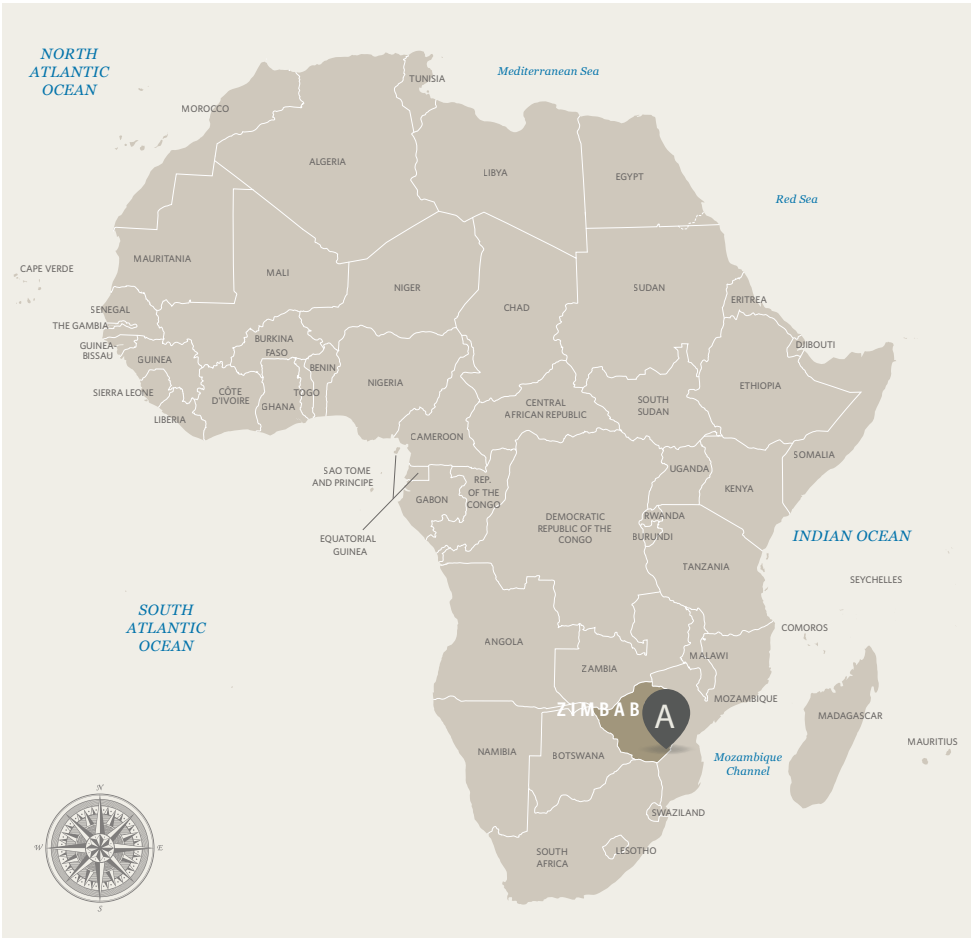 NORTH
ATLANTIC
OCEAN
Mediterranean Sea
TUNISIA
MOROCCO
ALGERIA
LIBYA
EGYPT
Red Sea
MAURITANIA
CAPE VERDE
MALI
NIGER
CHAD
SUDAN
ERITREA
SENEGAL
THE GAMBIA
GUINEA-
BISSAU
GUINEA
BURKINA
FASO
BENIN
DJIBOUTI
SIERRA LEONE
CÔTE
D'IVOIRE
GHANA
TOGO
NIGERIA
ETHIOPIA
LIBERIA
CENTRAL
AFRICAN REPUBLIC
SOUTH
SUDAN
CAMEROON
SOMALIA
SAO TOME
AND PRINCIPE
REP.
OF THE
CONGO
GABON
UGANDA
KENYA
EQUATORIAL
GUINEA
DEMOCRATIC
REPUBLIC OF THE
CONGO
RWANDA
BURUNDI
INDIAN OCEAN
TANZANIA
SEYCHELLES
SOUTH
ATLANTIC
OCEAN
COMOROS
ANGOLA
ZAMBIA
MALAWI
MOZAMBIQUE
ZIMBAB
A
MADAGASCAR
NAMIBIA
BOTSWANA
Mozambique
Channel
MAURITIUS
SWAZILAND
SOUTH
AFRICA
LESOTHO
N
W
E
S